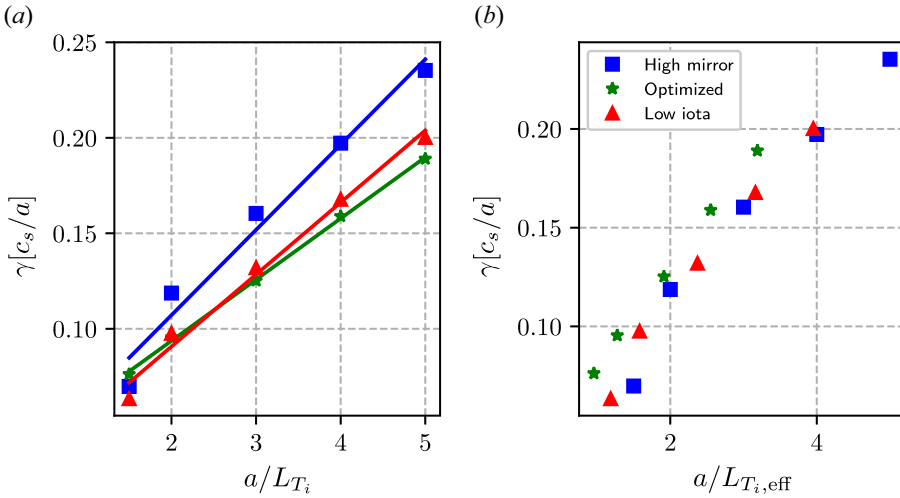 (a)
0.25
0.20
0.15
0.10
γ[c_s/a]
2 3 4 5
a/L_{T_i}
(b)
High mirror
Optimized
Low iota
0.20
0.15
0.10
γ[c_s/a]
2 4
a/L_{T_i,eff}